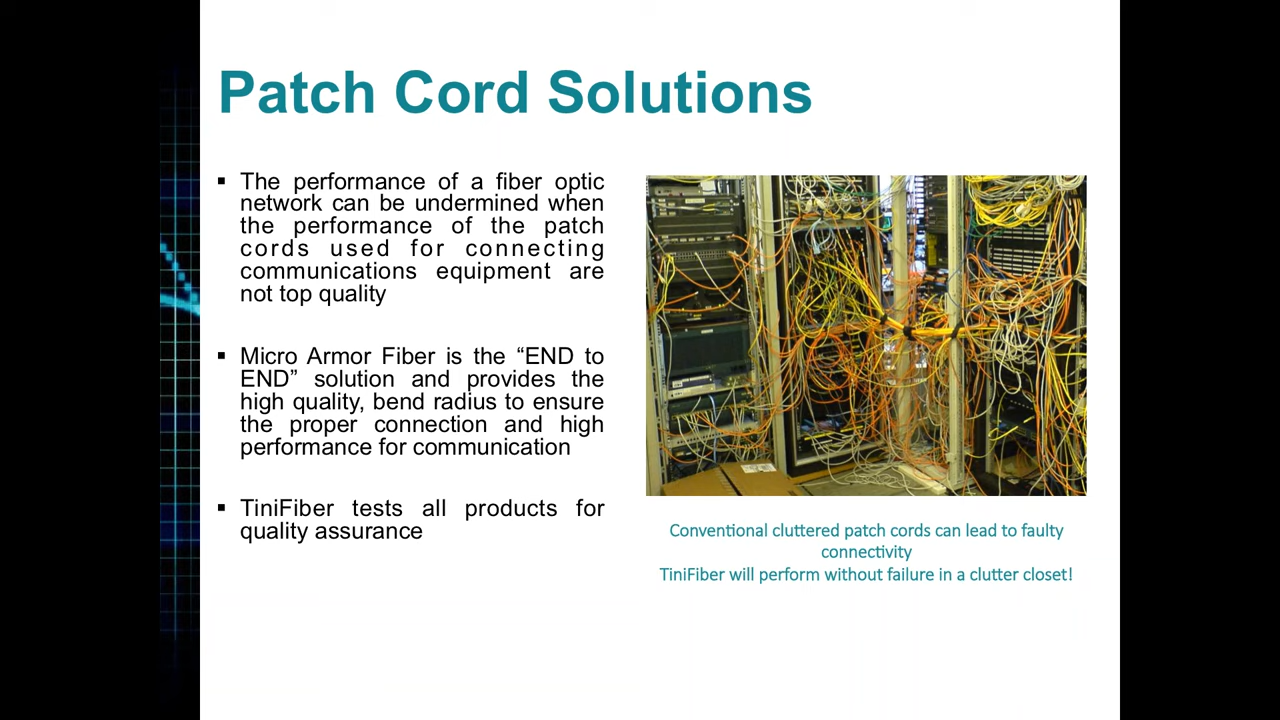 Patch Cord Solutions
▪ The performance of a fiber optic
network can be undermined when
the performance of the patch
cords used for connecting
communications equipment are
not top quality
▪ Micro Armor Fiber is the “END to
END” solution and provides the
high quality, bend radius to ensure
the proper connection and high
performance for communication
▪ TiniFiber tests all products for
quality assurance
Conventional cluttered patch cords can lead to faulty
connectivity
TiniFiber will perform without failure in a clutter closet!